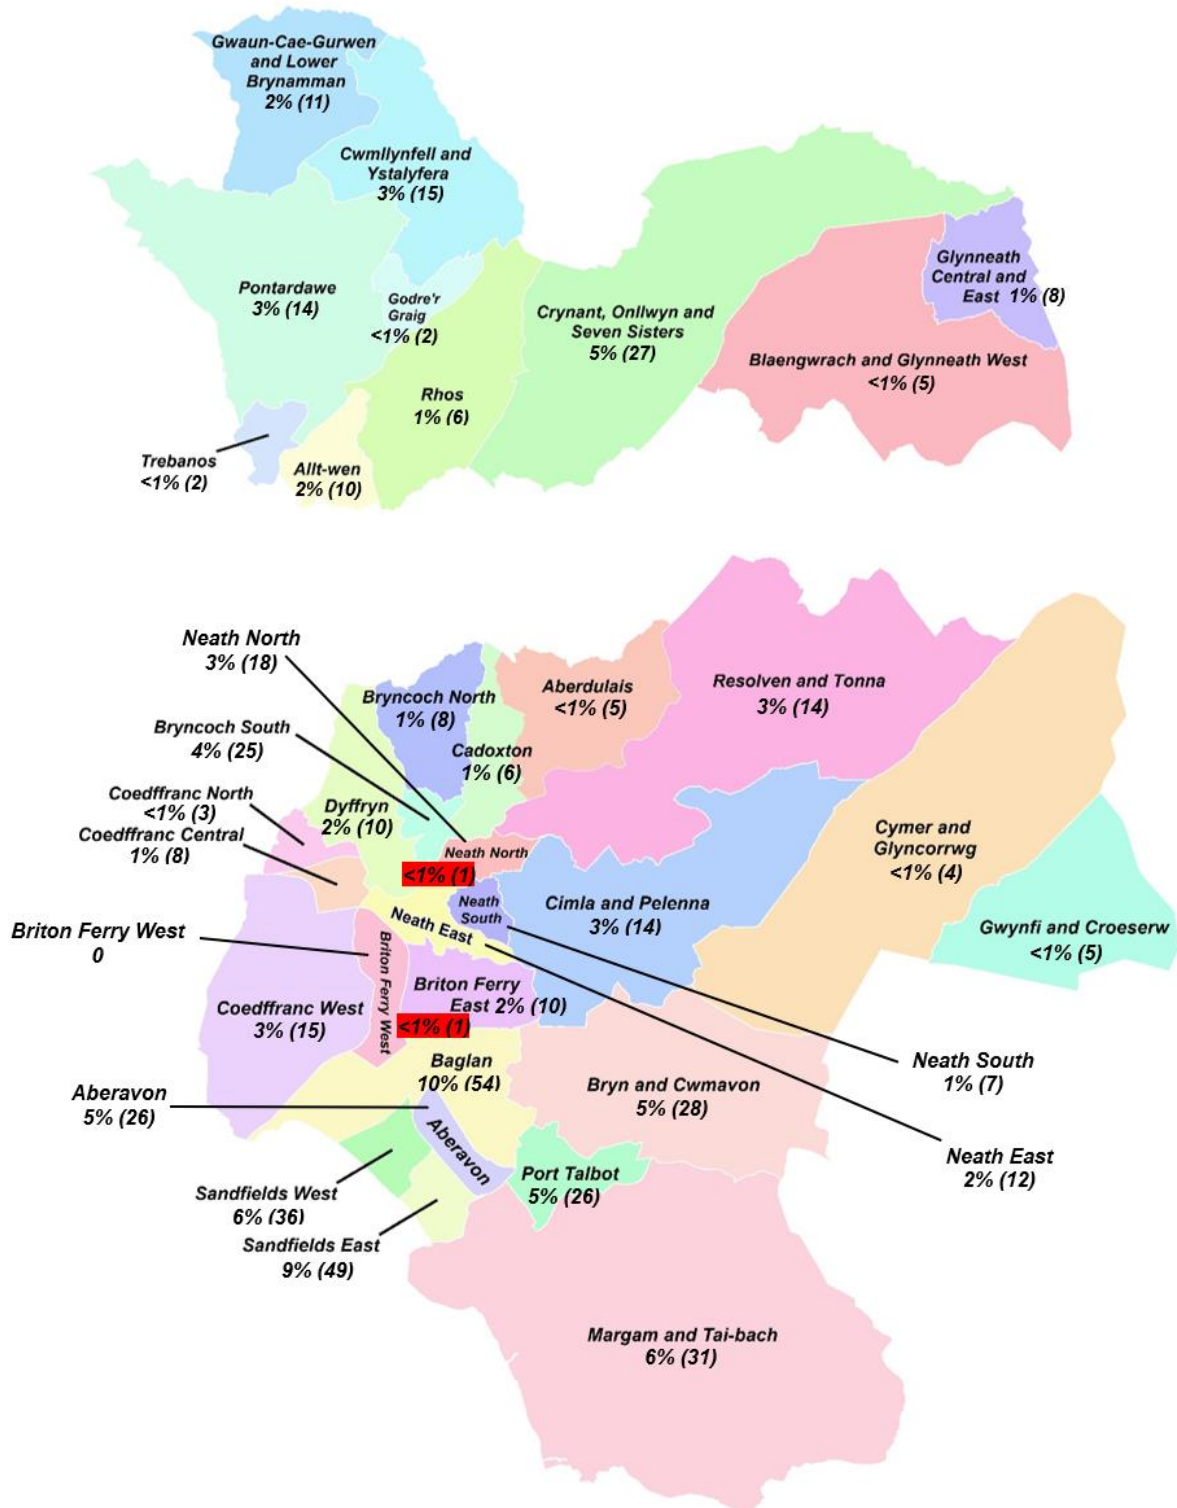 Gwaun-Cae-Gurwen
and Lower
Brynamman
2% (11)
Cwmllynfell and
Ystalyfera
3% (15)
Pontardawe
3% (14)
Godre'r
Graig
<1% (2)
Crynant, Onllwyn and
Seven Sisters
5% (27)
Glynneath
Central and
East 1% (8)
Blaengwrach and Glynneath West
<1% (5)
Rhos
1% (6)
Trebanos
<1% (2)
Allt-wen
2% (10)
Neath North
3% (18)
Bryncoch North
1% (8)
Aberdulais
<1% (5)
Resolven and Tonna
3% (14)
Bryncoch South
4% (25)
Cadoxton
1% (6)
Coedffranc North
<1% (3)
Dyffryn
2% (10)
Coedffranc Central
1% (8)
Neath North
<1% (1)
Cymer and
Glyncorrwg
<1% (4)
Neath
South
Cimla and Pelenna
3% (14)
Neath East
Gwynfi and Croeserw
<1% (5)
Briton Ferry West
0
Briton Ferry West
Briton Ferry
East 2% (10)
Coedffranc West
3% (15)
<1% (1)
Baglan
10% (54)
Neath South
1% (7)
Bryn and Cwmavon
5% (28)
Aberavon
5% (26)
Aberavon
Neath East
2% (12)
Port Talbot
5% (26)
Sandfields West
6% (36)
Sandfields East
9% (49)
Margam and Tai-bach
6% (31)